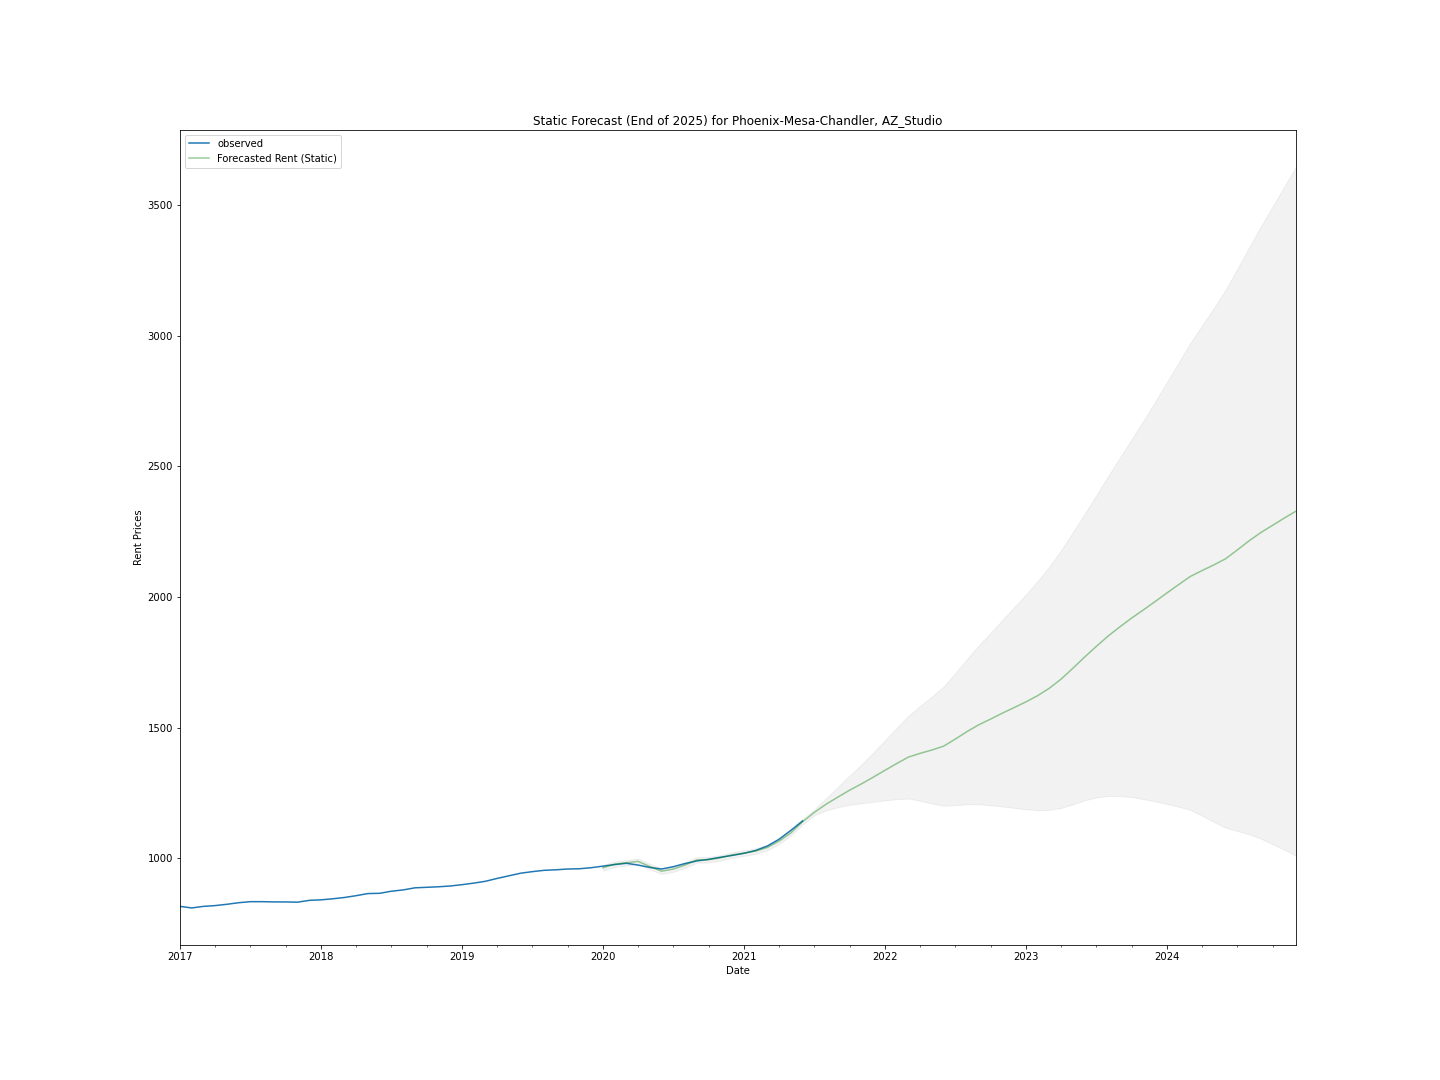 Static Forecast (End of 2025) for Phoenix-Mesa-Chandler, AZ_Studio
observed
Forecasted Rent (Static)
3500
3000
2500
2000
1500
1000
Rent Prices
2017 2018 2019 2020 2021 2022 2023 2024
Date